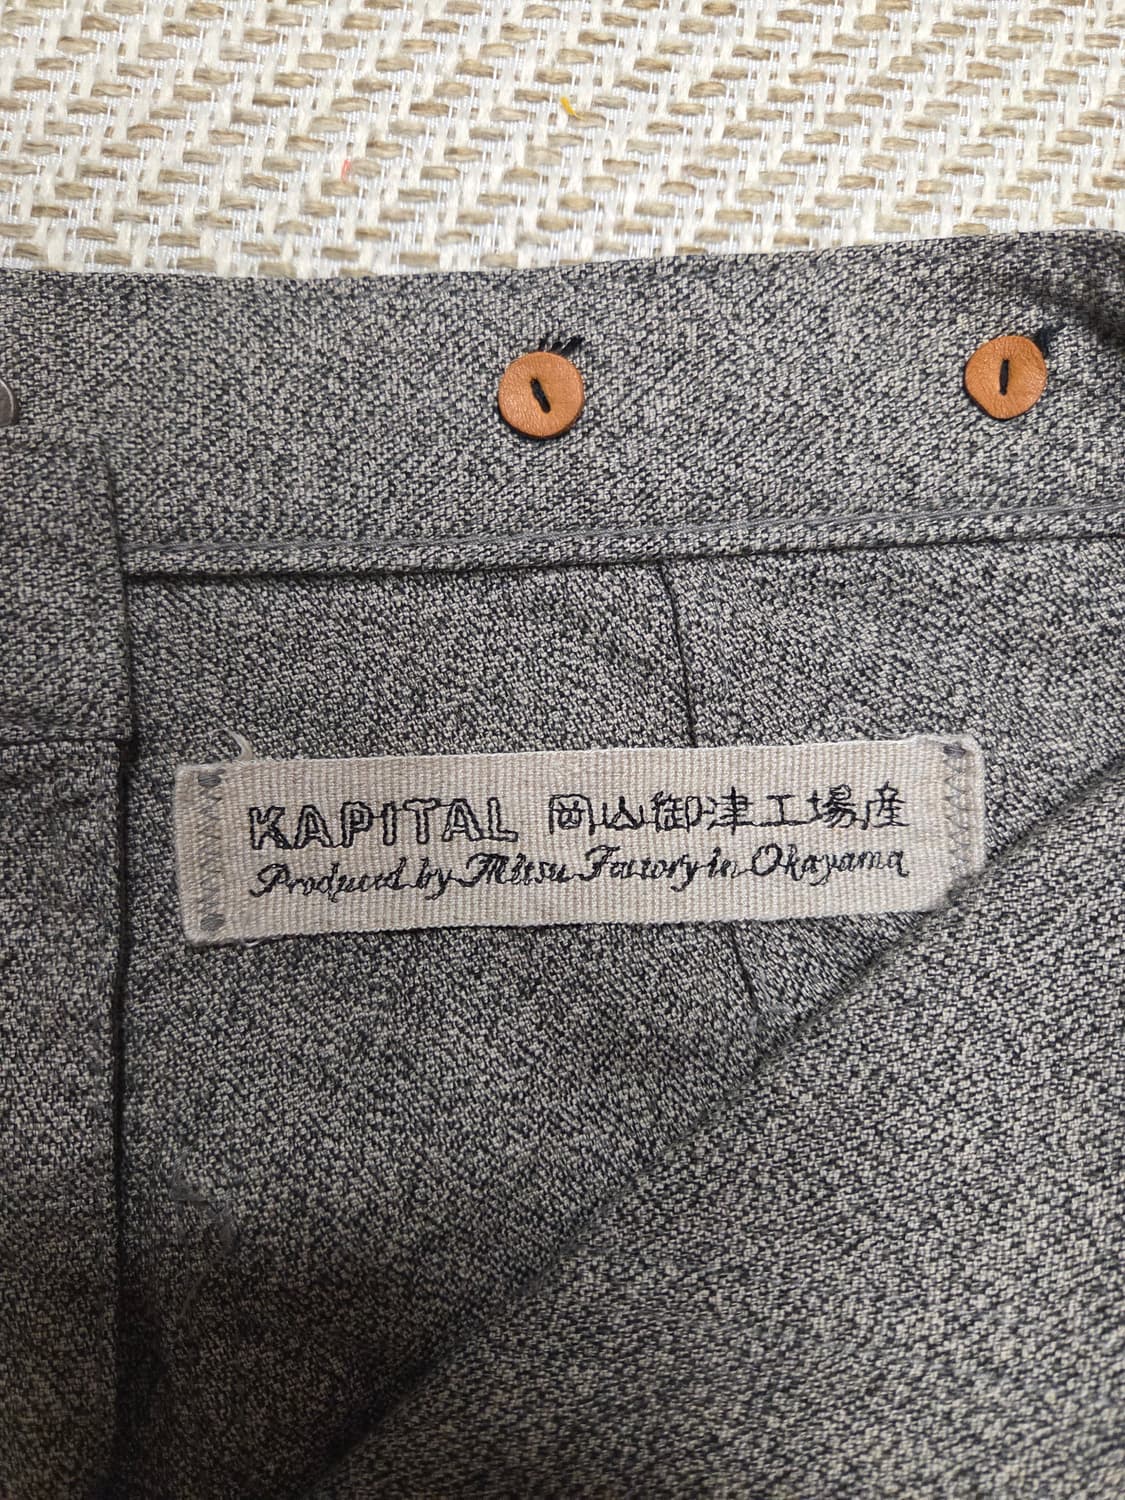 KAPITAL 岡山御津工場産
Produced by Mitsu Factory in Okayama